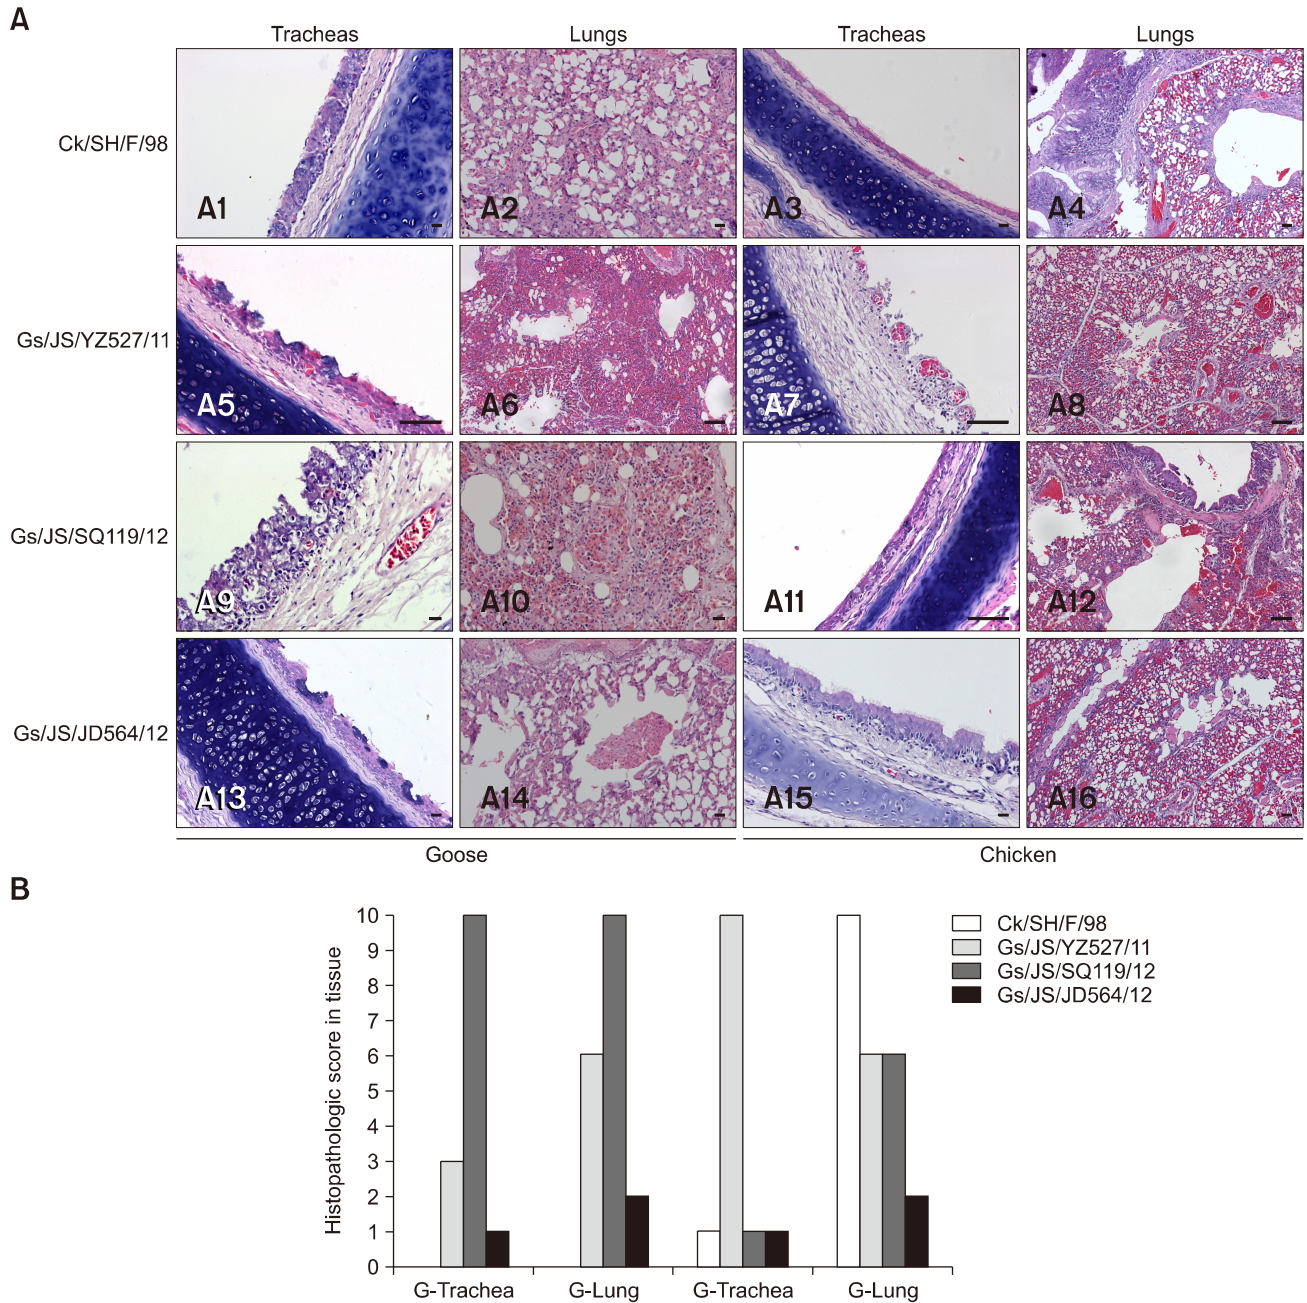 A
Tracheas Lungs Tracheas Lungs
Ck/SH/F/98
A1 A2 A3 A4
Gs/JS/YZ527/11
A5 A6 A7 A8
Gs/JS/SQ119/12
A9 A10 A11 A12
Gs/JS/JD564/12
A13 A14 A15 A16
Goose Chicken
B
Histopathologic score in tissue
10
9
8
7
6
5
4
3
2
1
0
G-Trachea G-Lung G-Trachea G-Lung
Ck/SH/F/98
Gs/JS/YZ527/11
Gs/JS/SQ119/12
Gs/JS/JD564/12